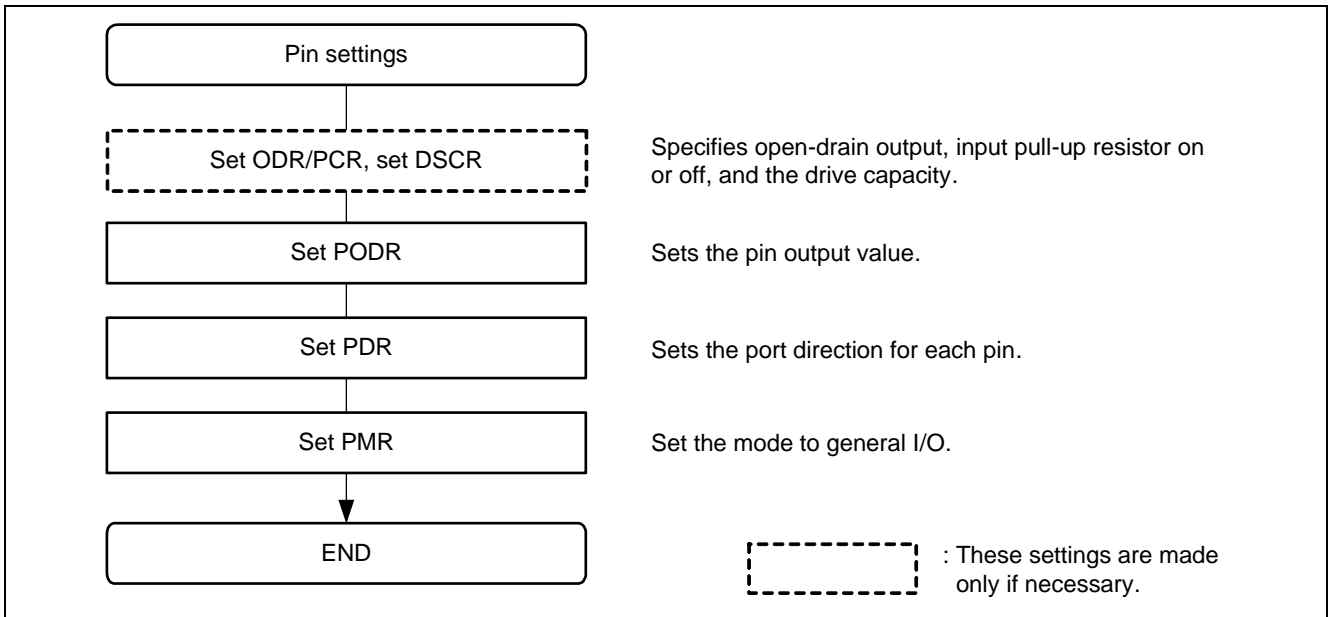 Pin settings
Set ODR/PCR, set DSCR
Specifies open-drain output, input pull-up resistor on
or off, and the drive capacity.
Set PODR
Sets the pin output value.
Set PDR
Sets the port direction for each pin.
Set PMR
Set the mode to general I/O.
END
: These settings are made
only if necessary.